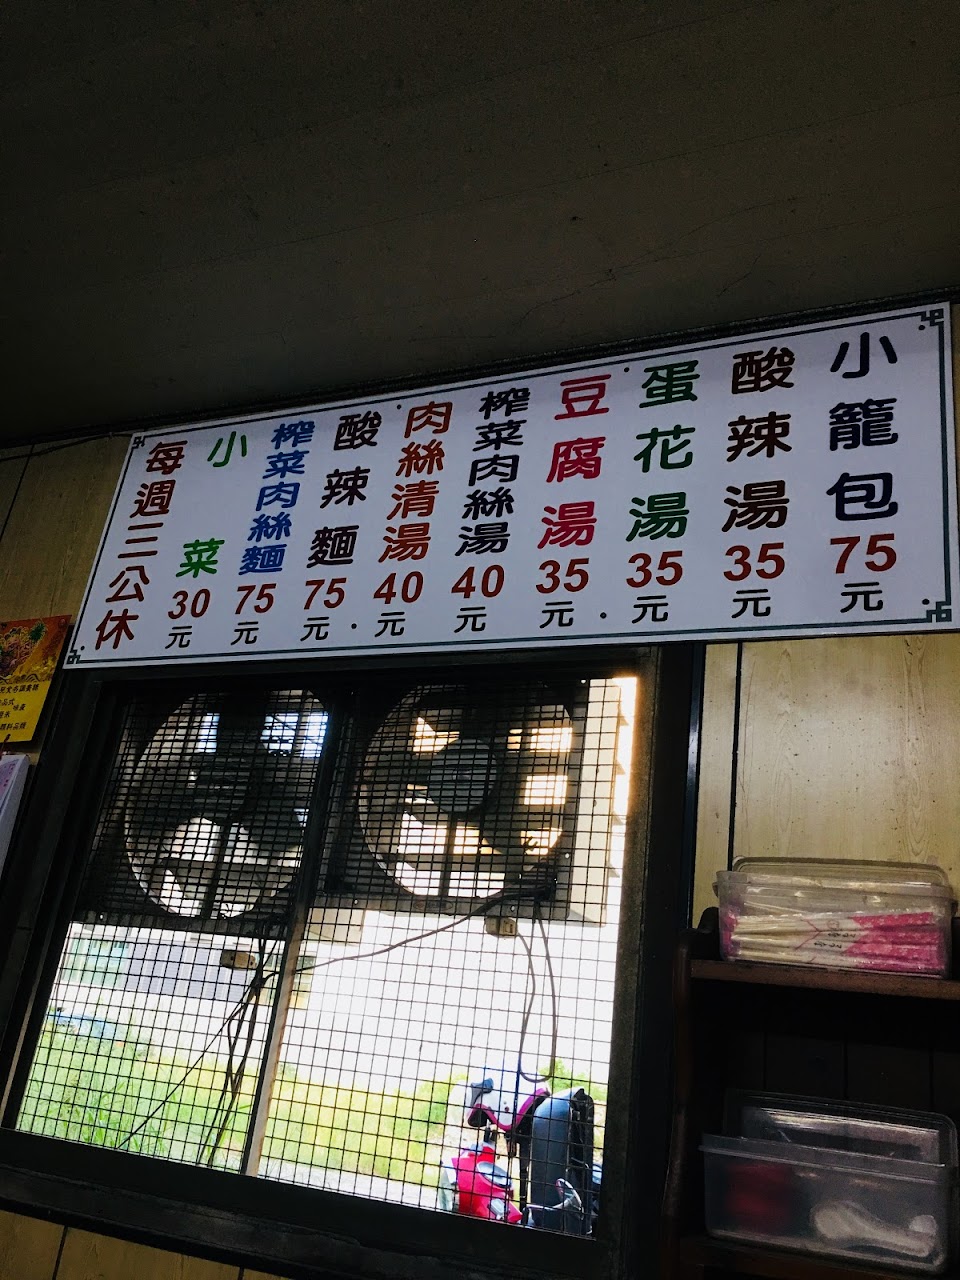 小籠包75元
酸辣湯35元
蛋花湯35元
豆腐湯35元
榨菜肉絲湯40元
肉絲清湯40元
酸辣麵75元
榨菜肉絲麵75元
小菜30元
每週三公休